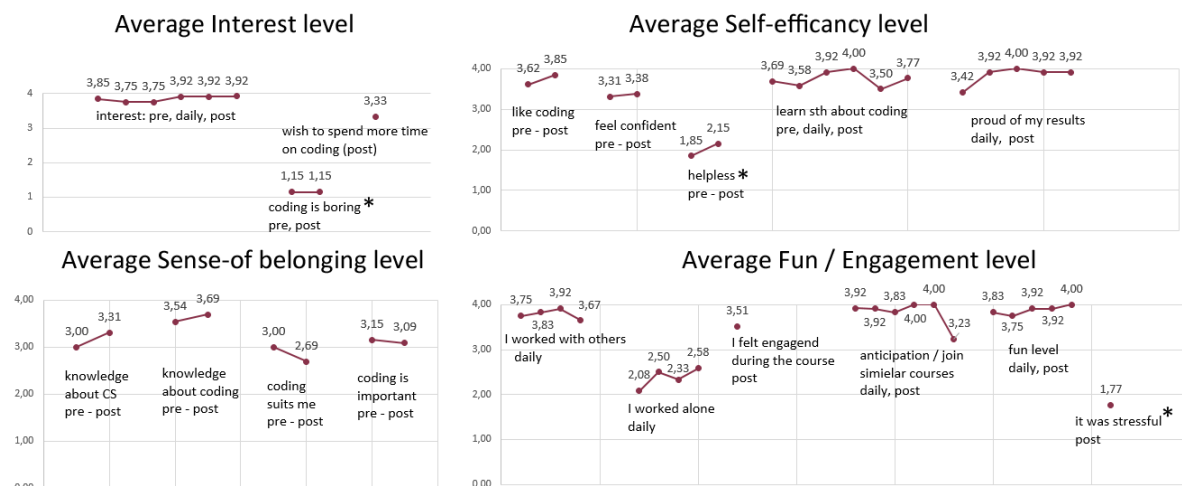 Average Interest level
3,85 3,75 3,75 3,92 3,92 3,92
4
3
2
1
0
interest: pre, daily, post
3,33
wish to spend more time
on coding (post)
1,15 1,15
coding is boring *
pre, post
Average Self-efficancy level
4,00
3,00
2,00
1,00
0,00
3,62 3,85
like coding
pre - post
3,31 3,38
feel confident
pre - post
1,85 2,15
helpless *
pre - post
3,69 3,58 3,92 4,00 3,50 3,77
learn sth about coding
pre, daily, post
3,42 3,92 4,00 3,92 3,92
proud of my results
daily, post
Average Sense-of belonging level
4,00
3,00
2,00
1,00
0,00
3,00 3,31
knowledge
about CS
pre - post
3,54 3,69
knowledge
about coding
pre - post
3,00 2,69
coding
suits me
pre - post
3,15 3,09
coding is
important
pre - post
Average Fun / Engagement level
4,00
3,00
2,00
1,00
0,00
3,75 3,83 3,92 3,67
I worked with others
daily
2,08 2,50 2,33 2,58
I worked alone
daily
3,51
I felt engagend
during the course
post
3,92 3,92 3,83 4,00 4,00 3,23
anticipation / join
simielar courses
daily, post
3,83 3,75 3,92 3,92 4,00
fun level
daily, post
1,77
it was stressful *
post